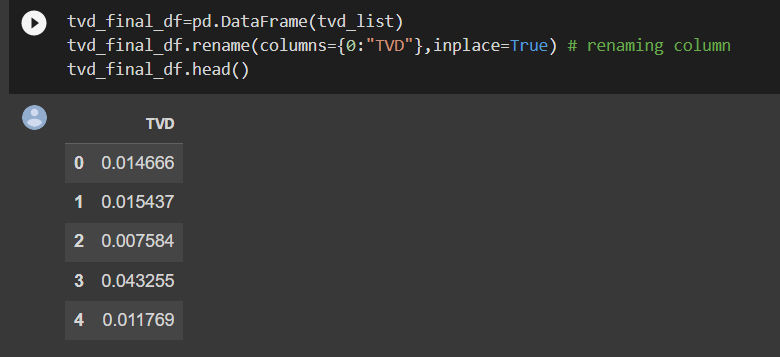 tvd_final_df=pd.DataFrame(tvd_list)
tvd_final_df.rename(columns={0:"TVD"},inplace=True) # renaming column
tvd_final_df.head()
TVD
0 0.014666
1 0.015437
2 0.007584
3 0.043255
4 0.011769